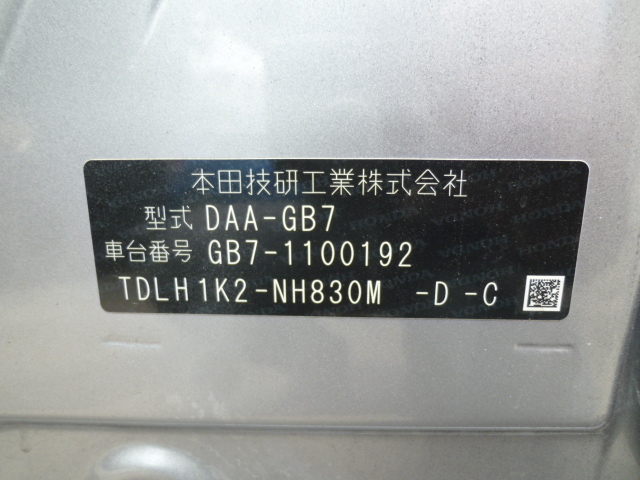 本田技研工業株式会社
型式 DAA-GB7
車台番号 GB7-1100192
TDLH1K2-NH830M -D -C